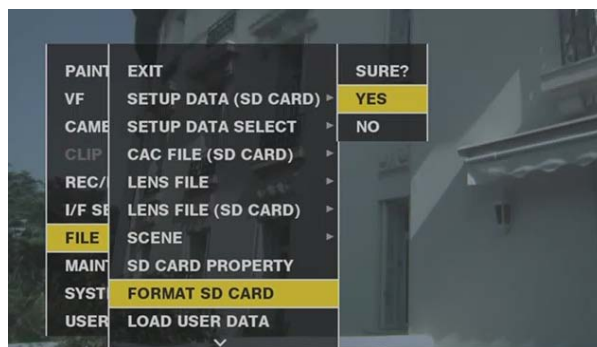 PAINT
VF
CAME
CLIP
REC/
I/F SE
FILE
MAINT
SYST
USER
EXIT
SETUP DATA (SD CARD)
SETUP DATA SELECT
CAC FILE (SD CARD)
LENS FILE
LENS FILE (SD CARD)
SCENE
SD CARD PROPERTY
FORMAT SD CARD
LOAD USER DATA
SURE?
YES
NO